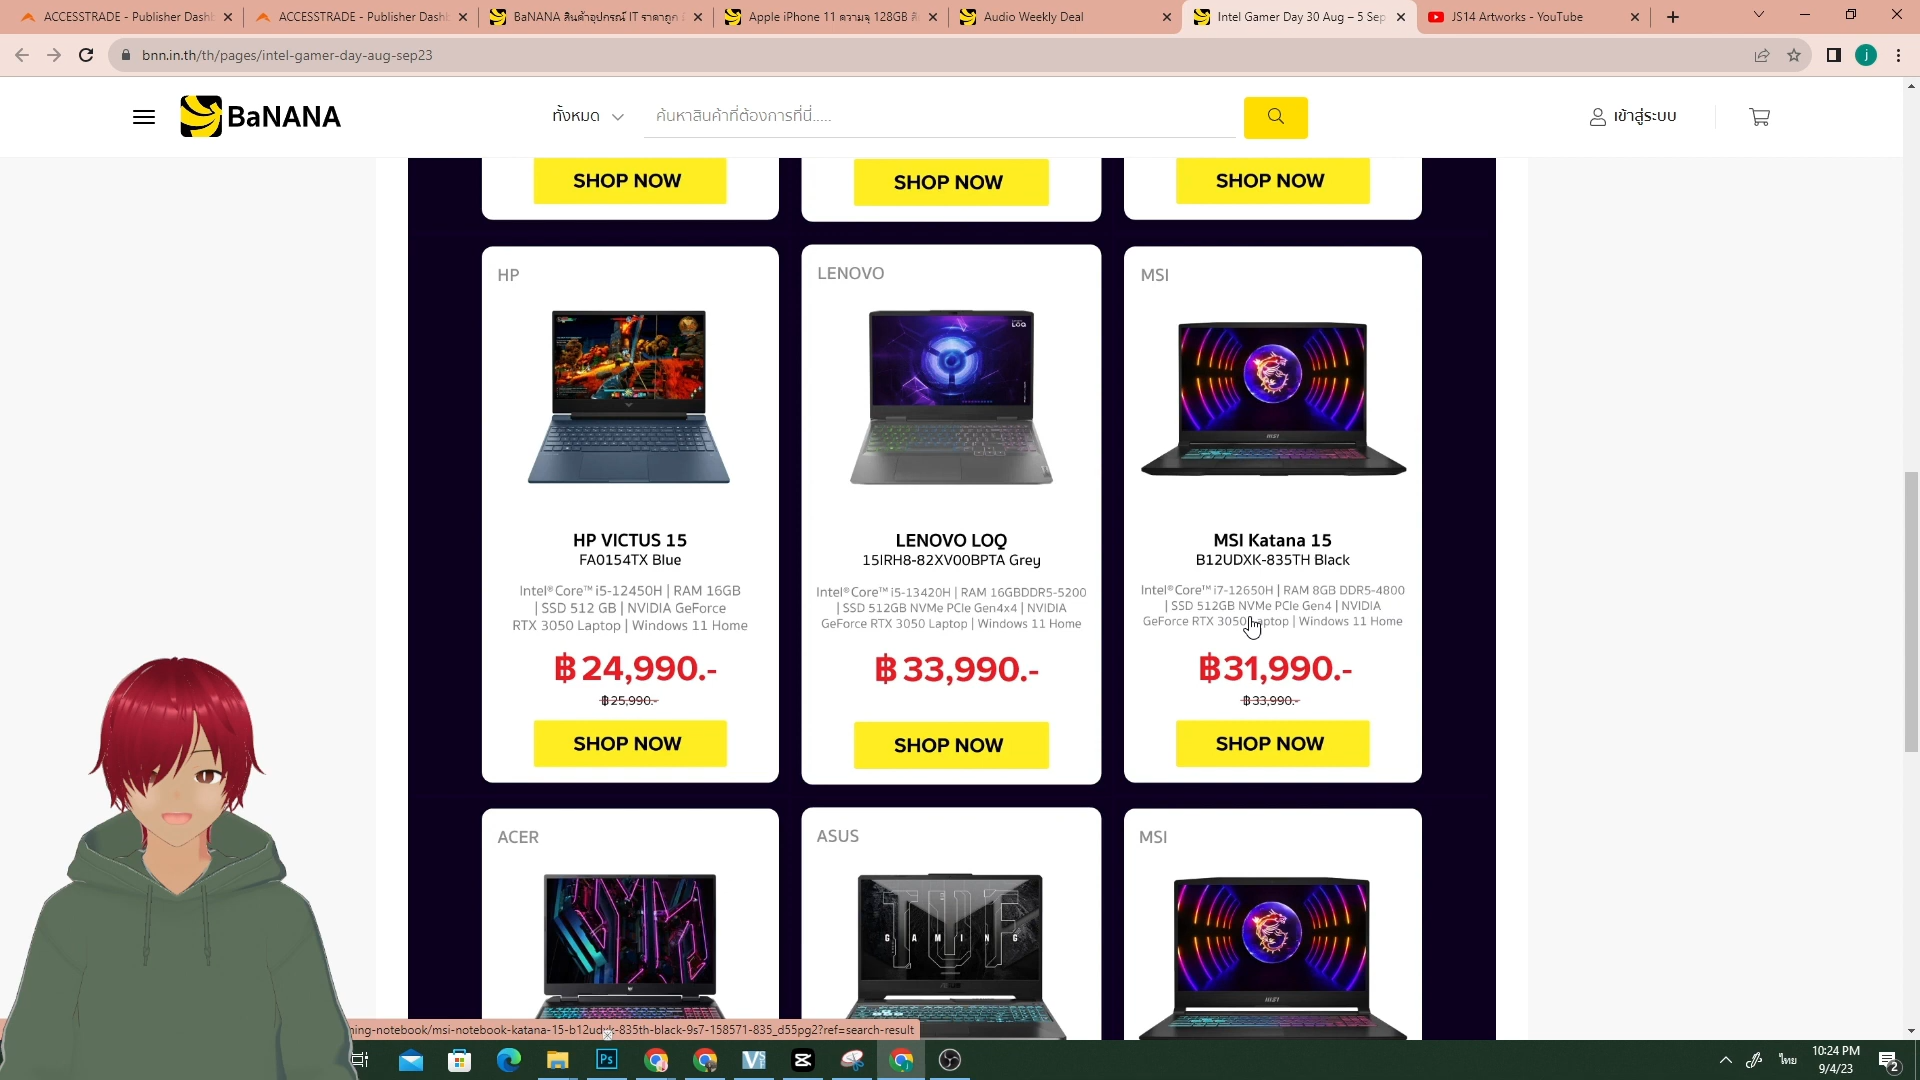 ACCESSTRADE - Publisher Dashb
ACCESSTRADE - Publisher Dashb
BaNANA สินค้าอุปกรณ์ IT ราคาถูก
Apple iPhone 11 ความจุ 128GB
Audio Weekly Deal
Intel Gamer Day 30 Aug – 5 Sep
JS14 Artworks - YouTube
bnn.in.th/th/pages/intel-gamer-day-aug-sep23
j
BaNANA
ทั้งหมด
ค้นหาสินค้าที่ต้องการที่นี่.....
เข้าสู่ระบบ
SHOP NOW
SHOP NOW
SHOP NOW
HP
HP VICTUS 15
FA0154TX Blue
Intel® Core™ i5-12450H | RAM 16GB
| SSD 512 GB | NVIDIA GeForce
RTX 3050 Laptop | Windows 11 Home
฿24,990.-
฿25,990.-
SHOP NOW
LENOVO
LOQ
LENOVO LOQ
15IRH8-82XV00BPTA Grey
Intel® Core™ i5-13420H | RAM 16GBDDR5-5200
| SSD 512GB NVMe PCIe Gen4x4 | NVIDIA
GeForce RTX 3050 Laptop | Windows 11 Home
฿33,990.-
SHOP NOW
MSI
MSI
MSI Katana 15
B12UDXK-835TH Black
Intel® Core™ i7-12650H | RAM 8GB DDR5-4800
| SSD 512GB NVMe PCIe Gen4 | NVIDIA
GeForce RTX 3050 Laptop | Windows 11 Home
฿31,990.-
฿33,990.-
SHOP NOW
ACER
ASUS
TUF
GAMING
MSI
MSI
ning-notebook/msi-notebook-katana-15-b12udxk-835th-black-9s7-158571-835_d55pg2?ref=search-result
Ps
ไทย
10:24 PM
9/4/23
2